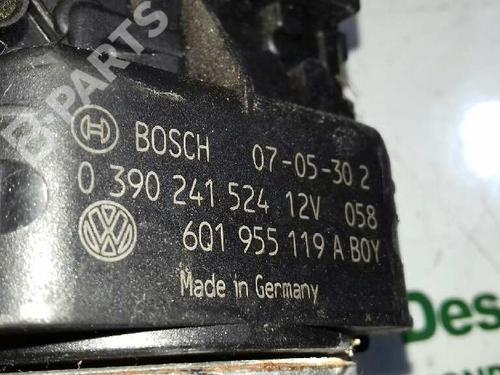 B-PARTS
BOSCH 07-05-30 2
0 390 241 524 12V 058
6Q1 955 119 A BOY
Made in Germany
Des